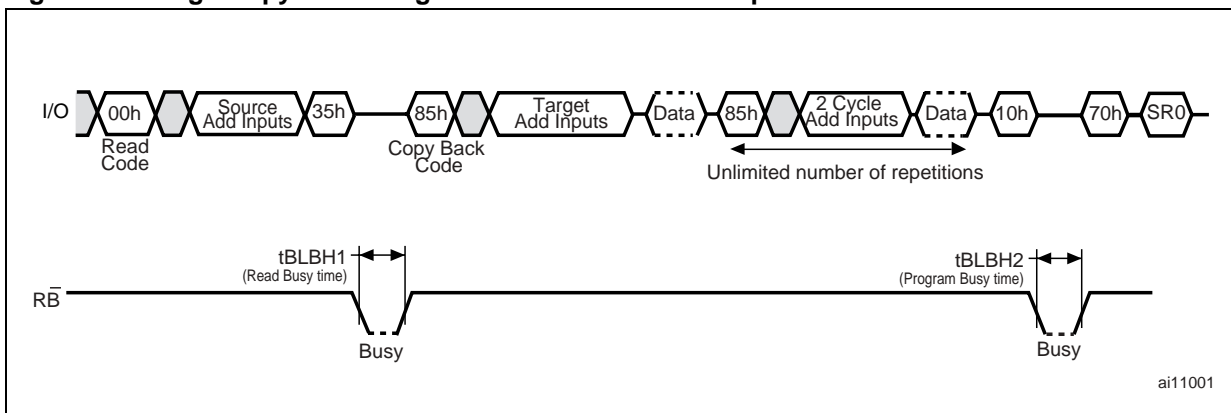 I/O 00h Source Add Inputs 35h 85h Target Add Inputs Data 85h 2 Cycle Add Inputs Data 10h 70h SR0
Read Code
Copy Back Code
Unlimited number of repetitions
tBLBH1
(Read Busy time)
tBLBH2
(Program Busy time)
RB̅
Busy
Busy
ai11001